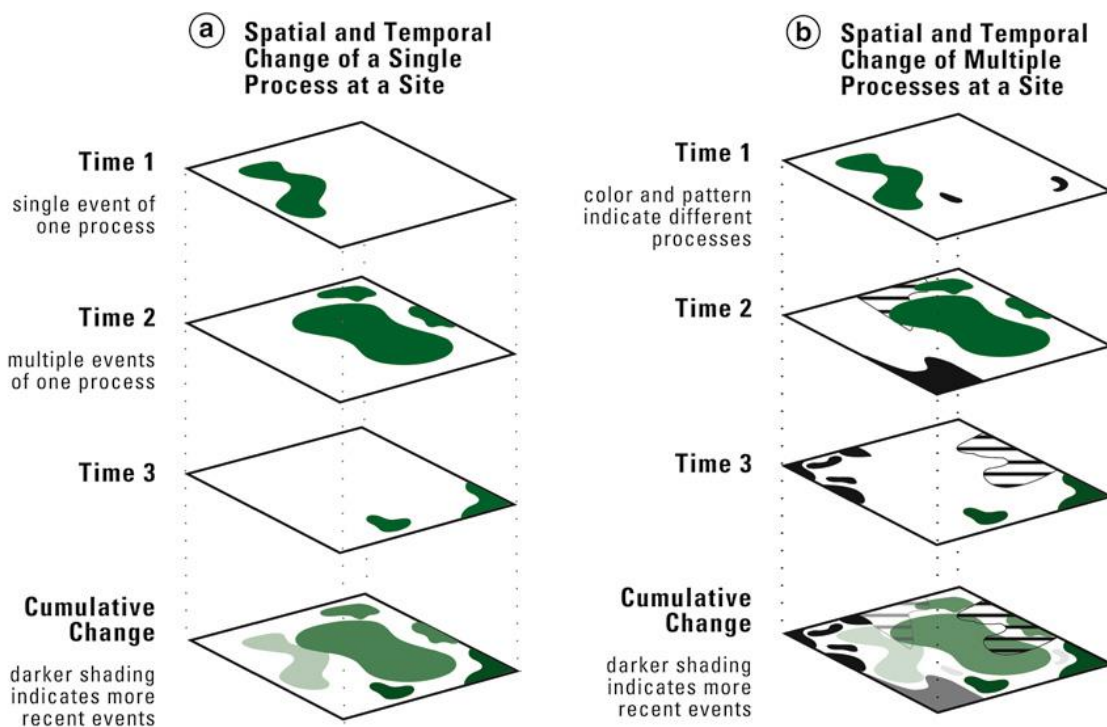 a
Spatial and Temporal
Change of a Single
Process at a Site
Time 1
single event of
one process
Time 2
multiple events
of one process
Time 3
Cumulative
Change
darker shading
indicates more
recent events
b
Spatial and Temporal
Change of Multiple
Processes at a Site
Time 1
color and pattern
indicate different
processes
Time 2
Time 3
Cumulative
Change
darker shading
indicates more
recent events